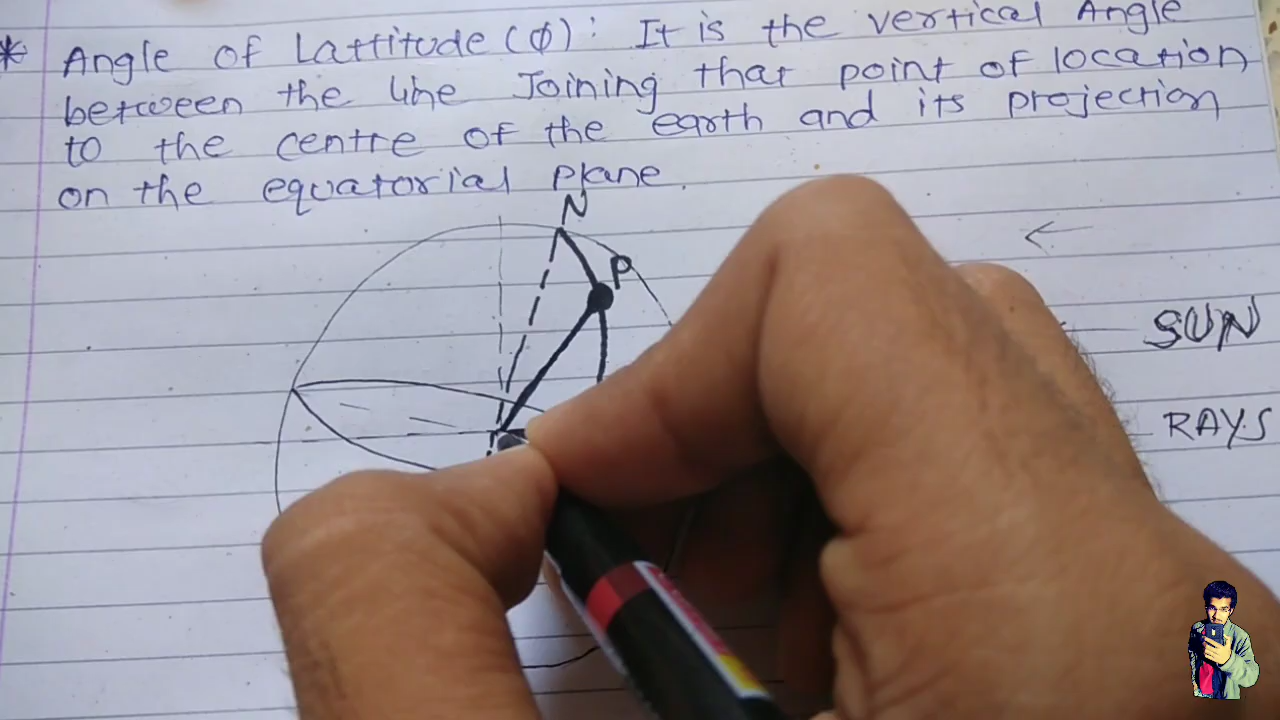 * Angle of Lattitude (φ): It is the vertical Angle
between the line Joining that point of location
to the centre of the earth and its projection
on the equatorial plane.
N
P
←
SUN
RAYS